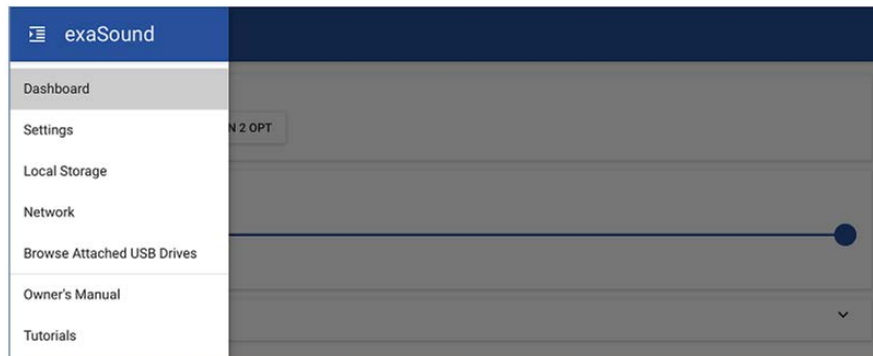 exaSound
Dashboard
Settings
N 2 OPT
Local Storage
Network
Browse Attached USB Drives
Owner's Manual
Tutorials